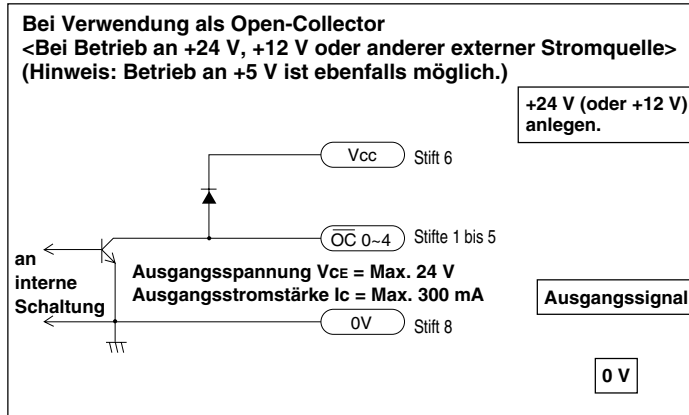 Bei Verwendung als Open-Collector
<Bei Betrieb an +24 V, +12 V oder anderer externer Stromquelle>
(Hinweis: Betrieb an +5 V ist ebenfalls möglich.)
+24 V (oder +12 V)
anlegen.
Vcc Stift 6
OC 0~4 Stifte 1 bis 5
an
interne
Schaltung
Ausgangsspannung VCE = Max. 24 V
Ausgangsstromstärke Ic = Max. 300 mA
Ausgangssignal
0V Stift 8
0 V